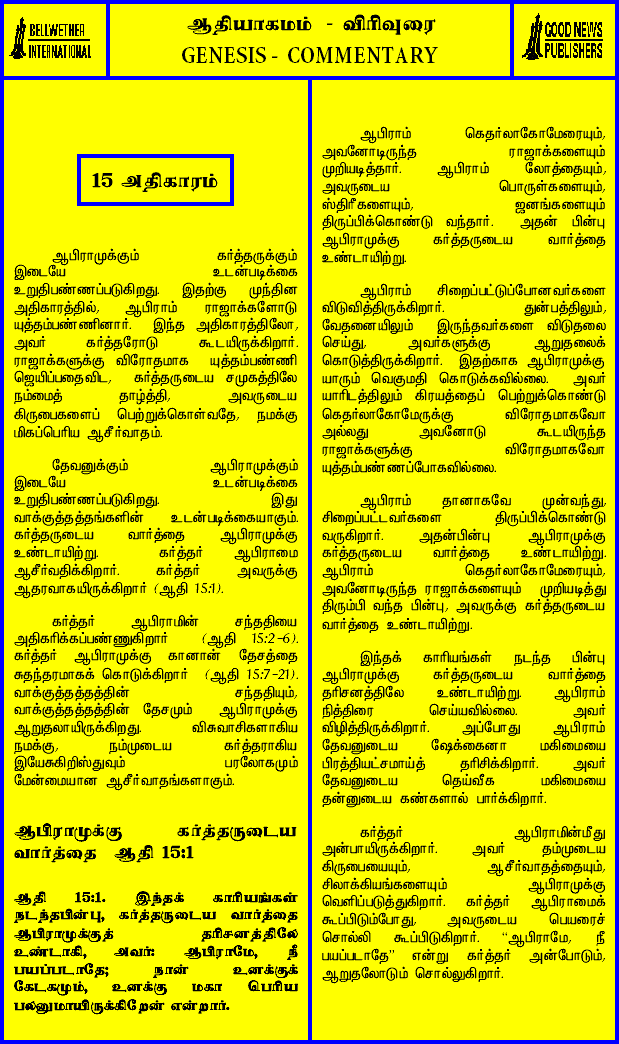 BELLWETHER
INTERNATIONAL
ஆதியாகமம் - விரிவுரை
GENESIS - COMMENTARY
GOOD NEWS
PUBLISHERS
15 அதிகாரம்
ஆபிராமுக்கும் கர்த்தருக்கும்
இடையே உடன்படிக்கை
உறுதிபண்ணப்படுகிறது. இதற்கு முந்தின
அதிகாரத்தில், ஆபிராம் ராஜாக்களோடு
யுத்தம்பண்ணினார். இந்த அதிகாரத்திலோ,
அவர் கர்த்தரோடு கூடயிருக்கிறார்.
ராஜாக்களுக்கு விரோதமாக யுத்தம்பண்ணி
ஜெயிப்பதைவிட, கர்த்தருடைய சமுகத்திலே
நம்மைத் தாழ்த்தி, அவருடைய
கிருபைகளைப் பெற்றுக்கொள்வதே, நமக்கு
மிகப்பெரிய ஆசீர்வாதம்.
தேவனுக்கும் ஆபிராமுக்கும்
இடையே உடன்படிக்கை
உறுதிபண்ணப்படுகிறது. இது
வாக்குத்தத்தங்களின் உடன்படிக்கையாகும்.
கர்த்தருடைய வார்த்தை ஆபிராமுக்கு
உண்டாயிற்று. கர்த்தர் ஆபிராமை
ஆசீர்வதிக்கிறார். கர்த்தர் அவருக்கு
ஆதரவாகயிருக்கிறார் (ஆதி 15:1).
கர்த்தர் ஆபிராமின் சந்ததியை
அதிகரிக்கப்பண்ணுகிறார் (ஆதி 15:2-6).
கர்த்தர் ஆபிராமுக்கு கானான் தேசத்தை
சுதந்தரமாகக் கொடுக்கிறார் (ஆதி 15:7-21).
வாக்குத்தத்தத்தின் சந்ததியும்,
வாக்குத்தத்தத்தின் தேசமும் ஆபிராமுக்கு
ஆறுதலாயிருக்கிறது. விசுவாசிகளாகிய
நமக்கு, நம்முடைய கர்த்தராகிய
இயேசுகிறிஸ்துவும் பரலோகமும்
மேன்மையான ஆசீர்வாதங்களாகும்.
ஆபிராமுக்கு கர்த்தருடைய
வார்த்தை ஆதி 15:1
ஆதி 15:1. இந்தக் காரியங்கள்
நடந்தபின்பு, கர்த்தருடைய வார்த்தை
ஆபிராமுக்குத் தரிசனத்திலே
உண்டாகி, அவர்: ஆபிராமே, நீ
பயப்படாதே; நான் உனக்குக்
கேடகமும், உனக்கு மகா பெரிய
பலனுமாயிருக்கிறேன் என்றார்.
ஆபிராம் கெதர்லாகோமேரையும்,
அவனோடிருந்த ராஜாக்களையும்
முறியடித்தார். ஆபிராம் லோத்தையும்,
அவருடைய பொருள்களையும்,
ஸ்திரீகளையும், ஜனங்களையும்
திருப்பிக்கொண்டு வந்தார். அதன் பின்பு
ஆபிராமுக்கு கர்த்தருடைய வார்த்தை
உண்டாயிற்று.
ஆபிராம் சிறைப்பட்டுப்போனவர்களை
விடுவித்திருக்கிறார். துன்பத்திலும்,
வேதனையிலும் இருந்தவர்களை விடுதலை
செய்து, அவர்களுக்கு ஆறுதலைக்
கொடுத்திருக்கிறார். இதற்காக ஆபிராமுக்கு
யாரும் வெகுமதி கொடுக்கவில்லை. அவர்
யாரிடத்திலும் கிரயத்தைப் பெற்றுக்கொண்டு
கெதர்லாகோமேருக்கு விரோதமாகவோ
அல்லது அவனோடு கூடயிருந்த
ராஜாக்களுக்கு விரோதமாகவோ
யுத்தம்பண்ணப்போகவில்லை.
ஆபிராம் தானாகவே முன்வந்து,
சிறைப்பட்டவர்களை திருப்பிக்கொண்டு
வருகிறார். அதன்பின்பு ஆபிராமுக்கு
கர்த்தருடைய வார்த்தை உண்டாயிற்று.
ஆபிராம் கெதர்லாகோமேரையும்,
அவனோடிருந்த ராஜாக்களையும் முறியடித்து
திரும்பி வந்த பின்பு, அவருக்கு கர்த்தருடைய
வார்த்தை உண்டாயிற்று.
இந்தக் காரியங்கள் நடந்த பின்பு
ஆபிராமுக்கு கர்த்தருடைய வார்த்தை
தரிசனத்திலே உண்டாயிற்று. ஆபிராம்
நித்திரை செய்யவில்லை. அவர்
விழித்திருக்கிறார். அப்போது ஆபிராம்
தேவனுடைய ஷேக்கைனா மகிமையை
பிரத்தியட்சமாய்த் தரிசிக்கிறார். அவர்
தேவனுடைய தெய்வீக மகிமையை
தன்னுடைய கண்களால் பார்க்கிறார்.
கர்த்தர் ஆபிராமின்மீது
அன்பாயிருக்கிறார். அவர் தம்முடைய
கிருபையையும், ஆசீர்வாதத்தையும்,
சிலாக்கியங்களையும் ஆபிராமுக்கு
வெளிப்படுத்துகிறார். கர்த்தர் ஆபிராமைக்
கூப்பிடும்போது, அவருடைய பெயரைச்
சொல்லி கூப்பிடுகிறார். “ஆபிராமே, நீ
பயப்படாதே” என்று கர்த்தர் அன்போடும்,
ஆறுதலோடும் சொல்லுகிறார்.